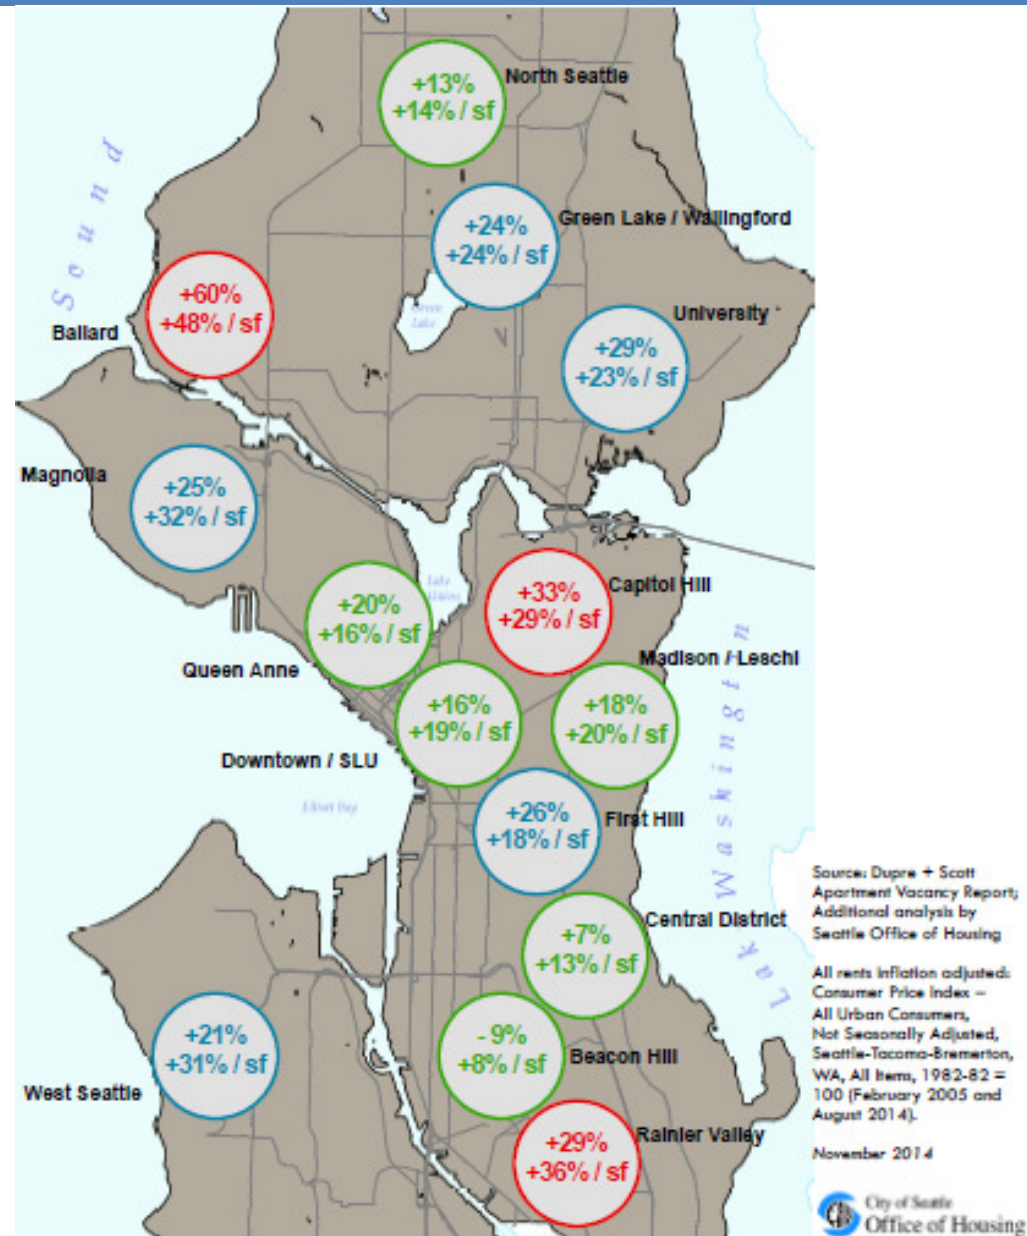 North Seattle
+13%
+14% / sf
Green Lake / Wallingford
+24%
+24% / sf
Sound
+60%
+48% / sf
Ballard
Green
Lake
University
+29%
+23% / sf
Magnolia
+25%
+32% / sf
Capitol Hill
+33%
+29% / sf
Lake
Union
+20%
+16% / sf
Queen Anne
Madison / Leschi
+18%
+20% / sf
+16%
+19% / sf
Downtown / SLU
Elliott Bay
First Hill
+26%
+18% / sf
Lake Washington
Central District
+7%
+13% / sf
+21%
+31% / sf
West Seattle
- 9%
+8% / sf
Beacon Hill
Rainier Valley
+29%
+36% / sf
Source: Dupre + Scott
Apartment Vacancy Report;
Additional analysis by
Seattle Office of Housing
All rents inflation adjusted:
Consumer Price Index –
All Urban Consumers,
Not Seasonally Adjusted,
Seattle-Tacoma-Bremerton,
WA, All Items, 1982-82 =
100 (February 2005 and
August 2014).
November 2014
City of Seattle
Office of Housing